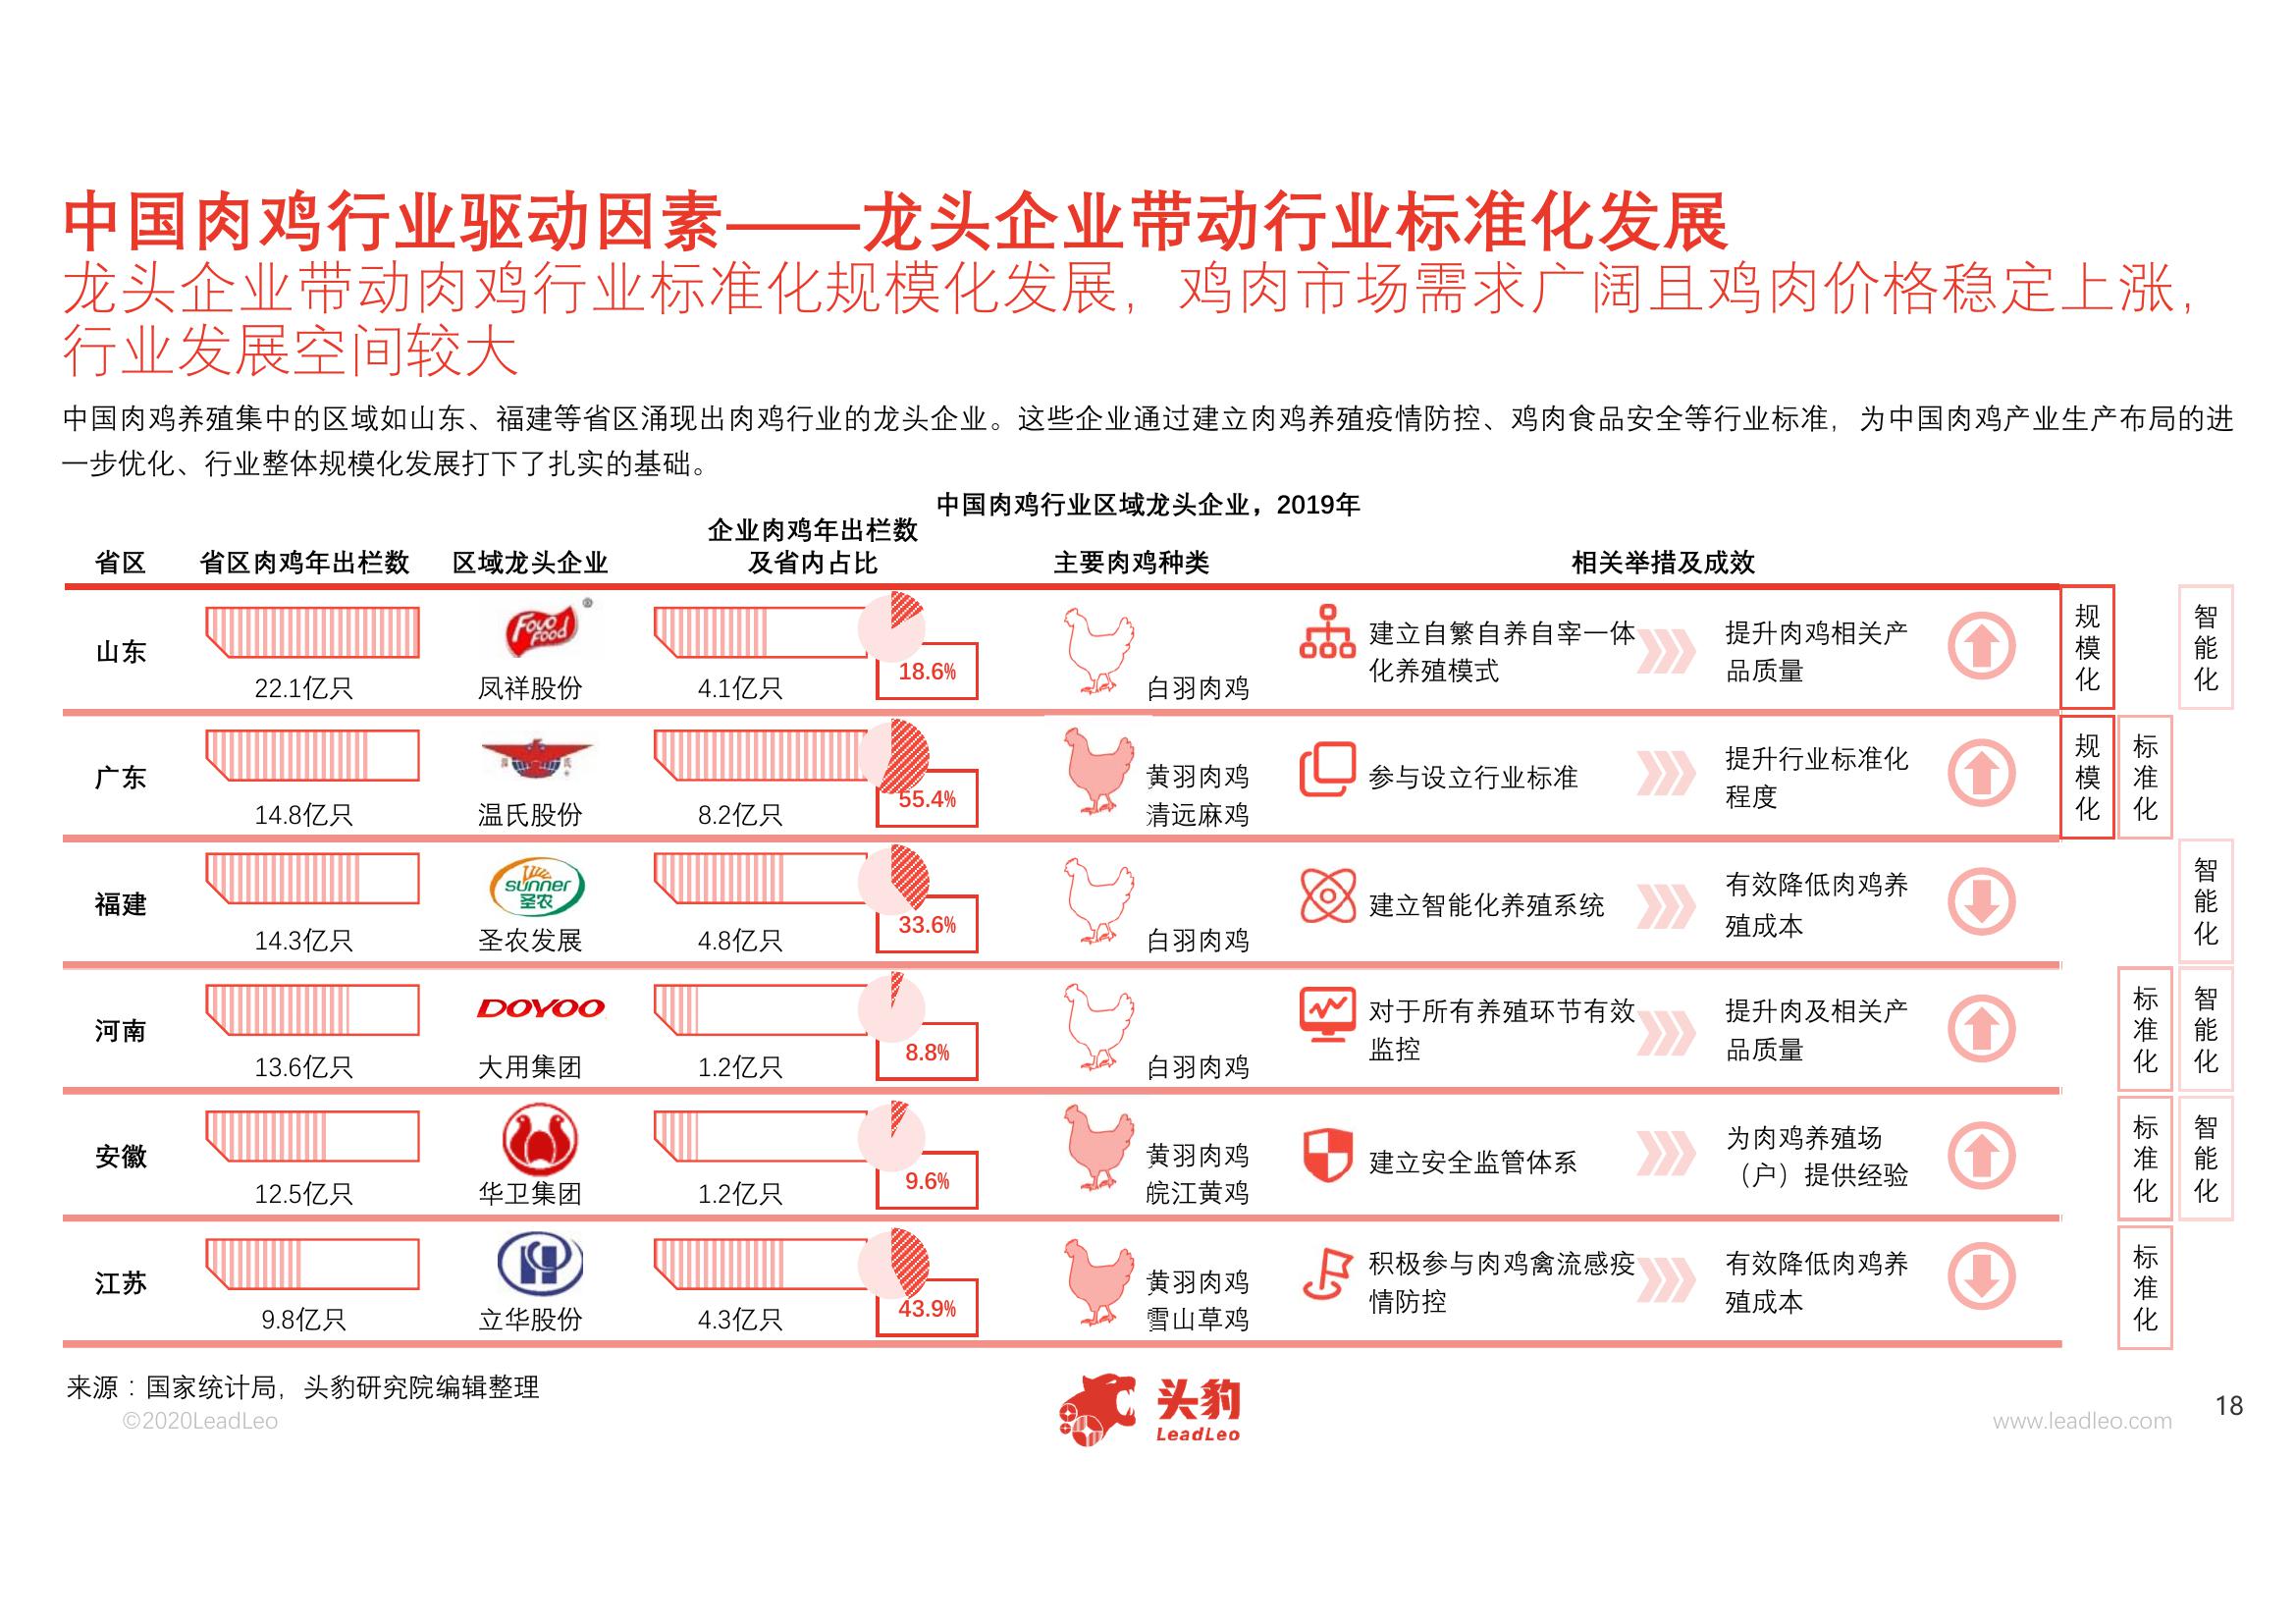 中国肉鸡行业驱动因素——龙头企业带动行业标准化发展
龙头企业带动肉鸡行业标准化规模化发展，鸡肉市场需求广阔且鸡肉价格稳定上涨，
行业发展空间较大
中国肉鸡养殖集中的区域如山东、福建等省区涌现出肉鸡行业的龙头企业。这些企业通过建立肉鸡养殖疫情防控、鸡肉食品安全等行业标准，为中国肉鸡产业生产布局的进
一步优化、行业整体规模化发展打下了扎实的基础。
中国肉鸡行业区域龙头企业，2019年
省区
省区肉鸡年出栏数
区域龙头企业
企业肉鸡年出栏数
及省内占比
主要肉鸡种类
相关举措及成效
山东
22.1亿只
Fovo
Food
®
凤祥股份
4.1亿只
18.6%
白羽肉鸡
建立自繁自养自宰一体
化养殖模式
提升肉鸡相关产
品质量
规模化
智能化
广东
14.8亿只
温氏股份
8.2亿只
55.4%
黄羽肉鸡
清远麻鸡
参与设立行业标准
提升行业标准化
程度
规模化
标准化
福建
14.3亿只
sunner
圣农
圣农发展
4.8亿只
33.6%
白羽肉鸡
建立智能化养殖系统
有效降低肉鸡养
殖成本
智能化
河南
13.6亿只
DOYOO
大用集团
1.2亿只
8.8%
白羽肉鸡
对于所有养殖环节有效
监控
提升肉及相关产
品质量
标准化
智能化
安徽
12.5亿只
华卫集团
1.2亿只
9.6%
黄羽肉鸡
皖江黄鸡
建立安全监管体系
为肉鸡养殖场
（户）提供经验
标准化
智能化
江苏
9.8亿只
立华股份
4.3亿只
43.9%
黄羽肉鸡
雪山草鸡
积极参与肉鸡禽流感疫
情防控
有效降低肉鸡养
殖成本
标准化
来源：国家统计局，头豹研究院编辑整理
©2020LeadLeo
头豹
LeadLeo
www.leadleo.com
18